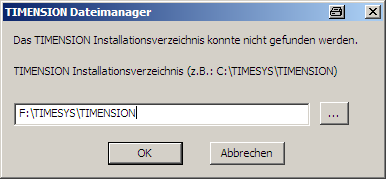 TIMENSION Dateimanager
Das TIMENSION Installationsverzeichnis konnte nicht gefunden werden.
TIMENSION Installationsverzeichnis (z.B.: C:\TIMESYS\TIMENSION)
F:\TIMESYS\TIMENSION
...
OK
Abbrechen